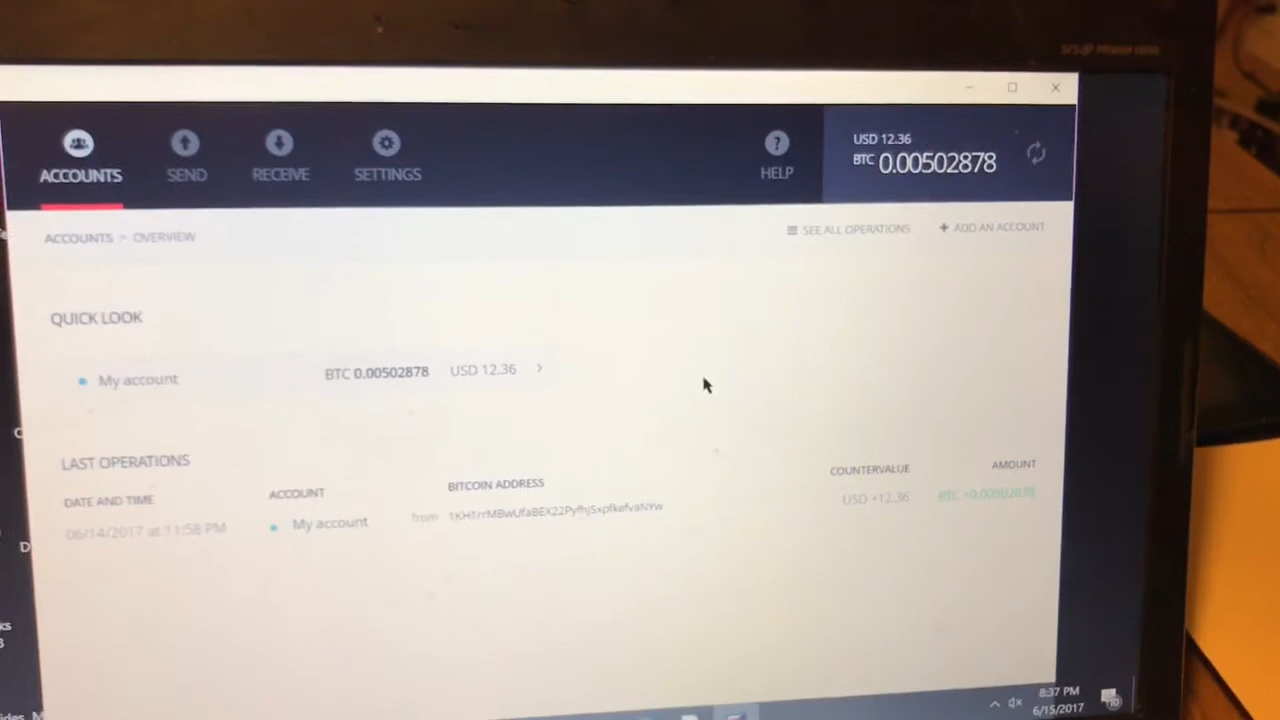 USD 12.36
BTC 0.00502878
ACCOUNTS SEND RECEIVE SETTINGS HELP
ACCOUNTS > OVERVIEW
SEE ALL OPERATIONS + ADD AN ACCOUNT
QUICK LOOK
My account BTC 0.00502878 USD 12.36 >
LAST OPERATIONS
DATE AND TIME ACCOUNT BITCOIN ADDRESS COUNTERVALUE AMOUNT
06/14/2017 at 11:58 PM My account from USD +12.36 BTC +0.00502878
8:37 PM
6/15/2017